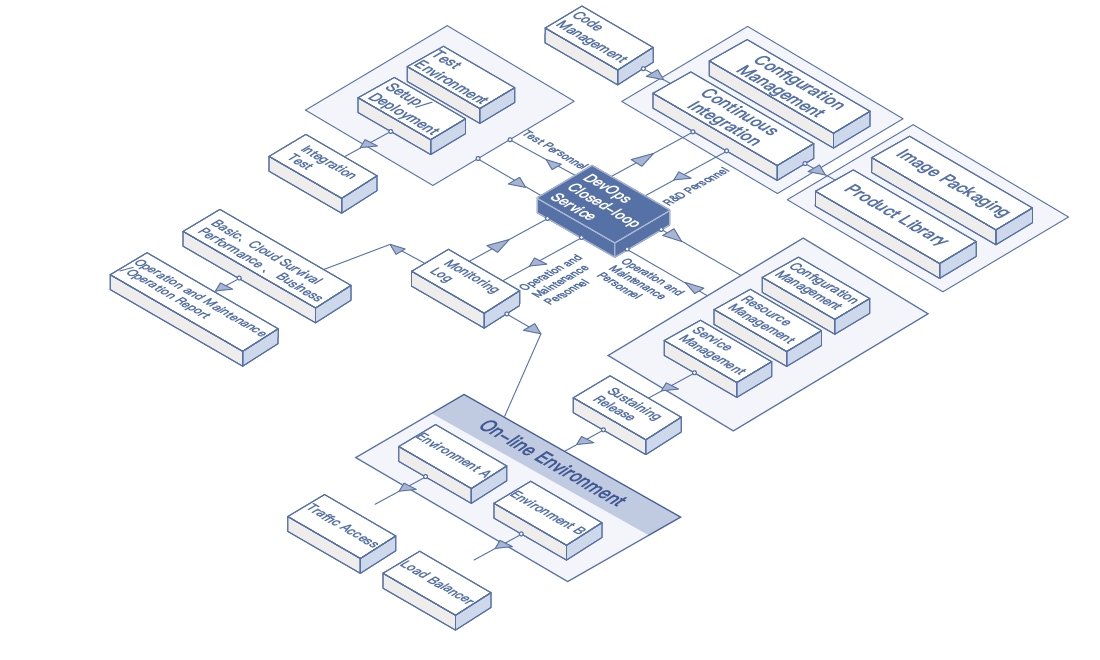 Code
Management
Configuration
Management
Continuous
Integration
Test
Environment
Setup/
Deployment
Integration
Test
Test Personnel
R&D Personnel
DevOps
Closed-loop
Service
Image Packaging
Product Library
Basic、Cloud Survival
Performance 、 Business
Operation and Maintenance
/Operation Report
Monitoring
Log
Operation and
Maintenance
Personnel
Operation and
Maintenance
Personnel
Configuration
Management
Resource
Management
Service
Management
Sustaining
Release
On-line Environment
Environment A
Environment B
Traffic Access
Load Balancer